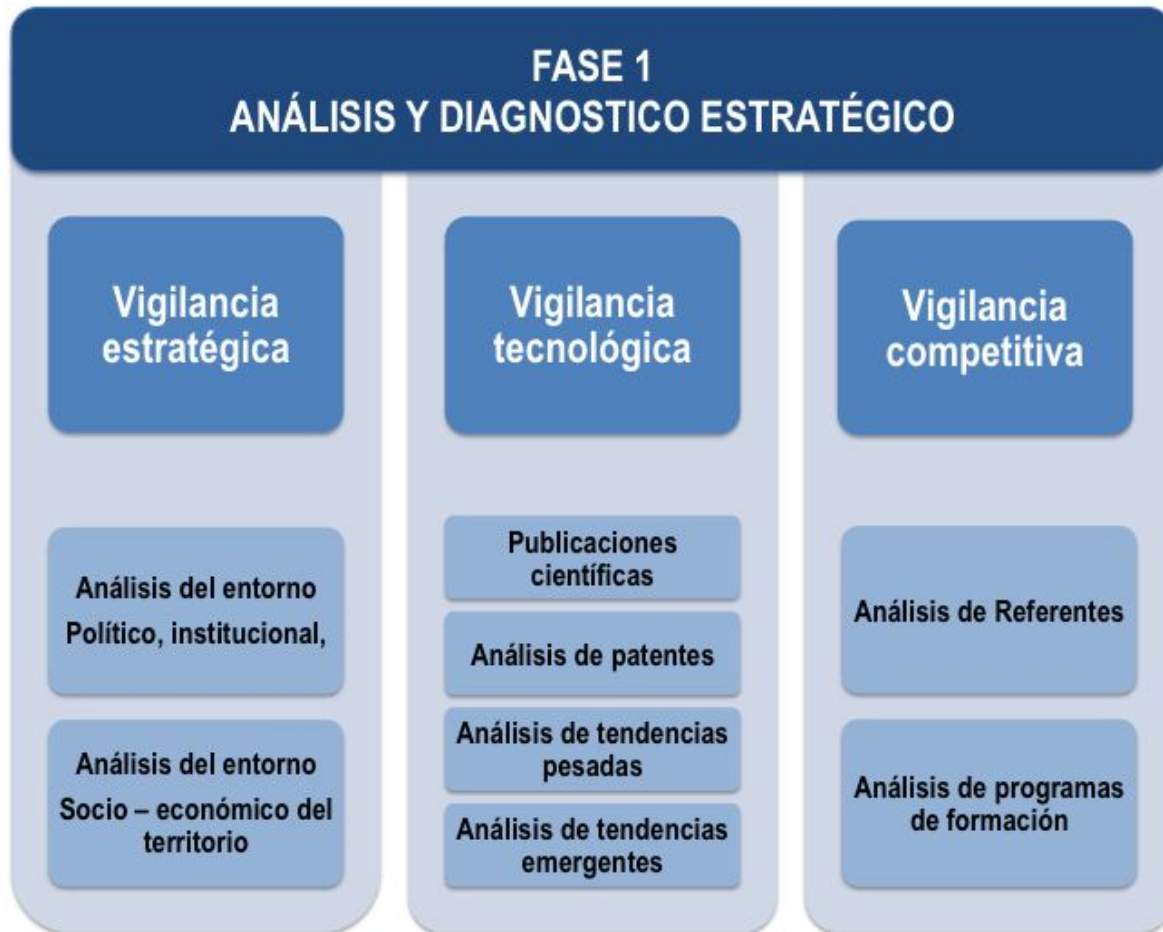 FASE 1
ANÁLISIS Y DIAGNOSTICO ESTRATÉGICO
Vigilancia
estratégica
Análisis del entorno
Político, institucional,
Análisis del entorno
Socio – económico del
territorio
Vigilancia
tecnológica
Publicaciones
científicas
Análisis de patentes
Análisis de tendencias
pesadas
Análisis de tendencias
emergentes
Vigilancia
competitiva
Análisis de Referentes
Análisis de programas
de formación